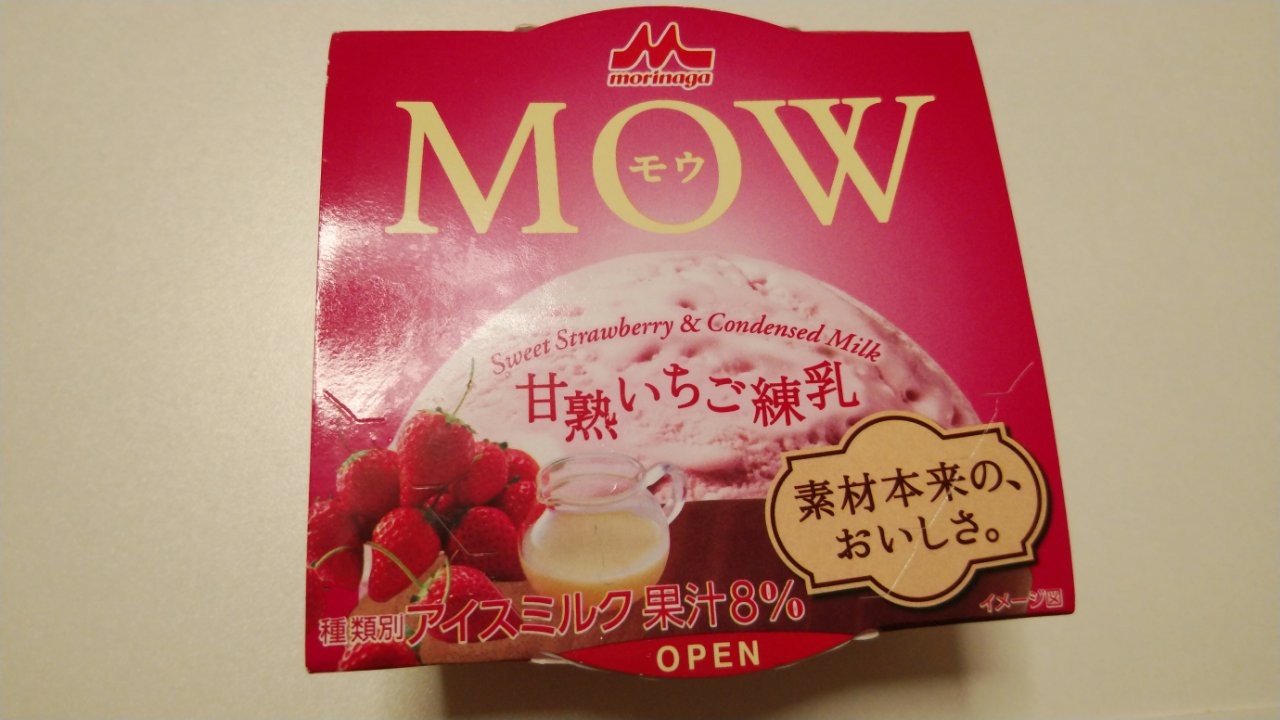 morinaga
MOW
モウ
Sweet Strawberry & Condensed Milk
甘熟いちご練乳
素材本来の、
おいしさ。
イメージ図
種類別アイスミルク 果汁8%
OPEN